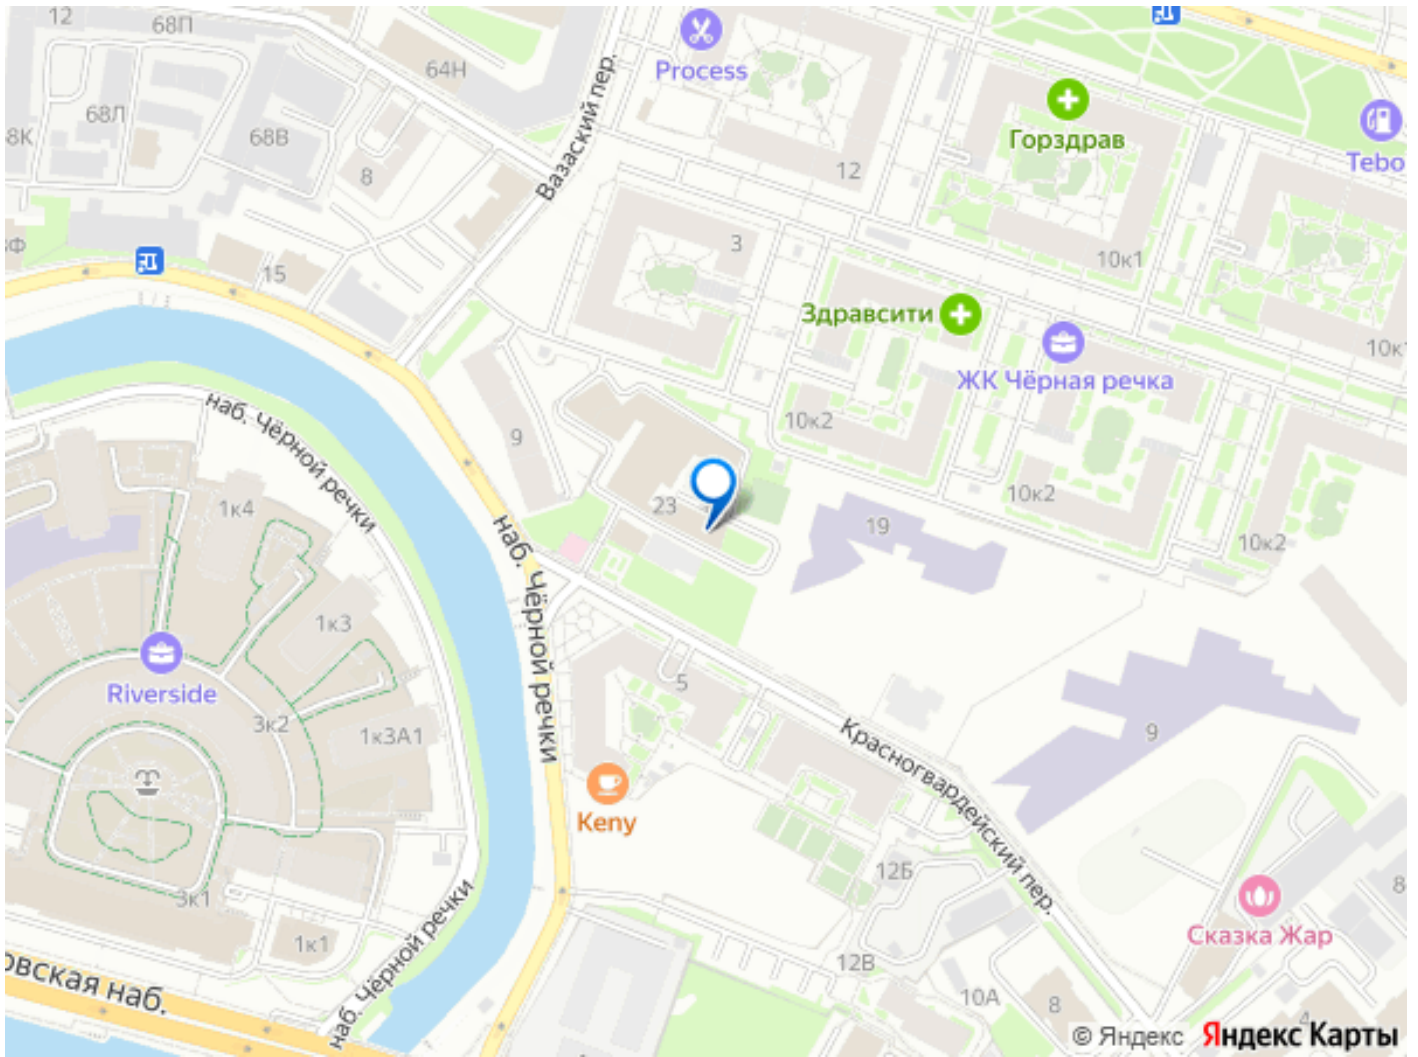 12
68П
64Н
Process
Вазаский пер.
Горздрав
Tebo
68Л
8К
68В
8
12
3
10к1
15
Здравсити
ЖК Чёрная речка
10к
наб. Чёрной речки
9
10к2
10к2
10к2
1к4
23
19
наб. Чёрной речки
1к3
Riverside
3к2
1к3А1
5
9
Красногвардейский пер.
Keny
12Б
3к1
1к1
Сказка Жар
8
12В
10А
8
4
овская наб.
наб. Чёрной речки
© Яндекс Яндекс Карты